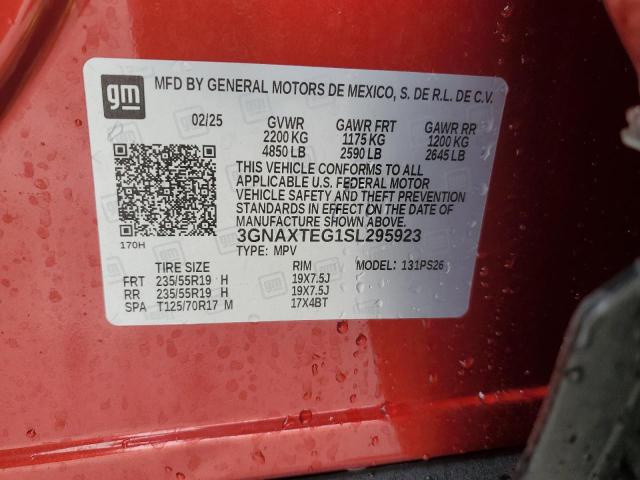 gm
MFD BY GENERAL MOTORS DE MEXICO, S. DE R.L. DE C.V.
02/25 GVWR GAWR FRT GAWR RR
2200 KG 1175 KG 1200 KG
4850 LB 2590 LB 2645 LB
THIS VEHICLE CONFORMS TO ALL
APPLICABLE U.S. FEDERAL MOTOR
VEHICLE SAFETY AND THEFT PREVENTION
STANDARDS IN EFFECT ON THE DATE OF
MANUFACTURE SHOWN ABOVE.
170H 3GNAXTEG1SL295923
TYPE: MPV
TIRE SIZE RIM MODEL: 131PS26
FRT 235/55R19 H 19X7.5J
RR 235/55R19 H 19X7.5J
SPA T125/70R17 M 17X4BT